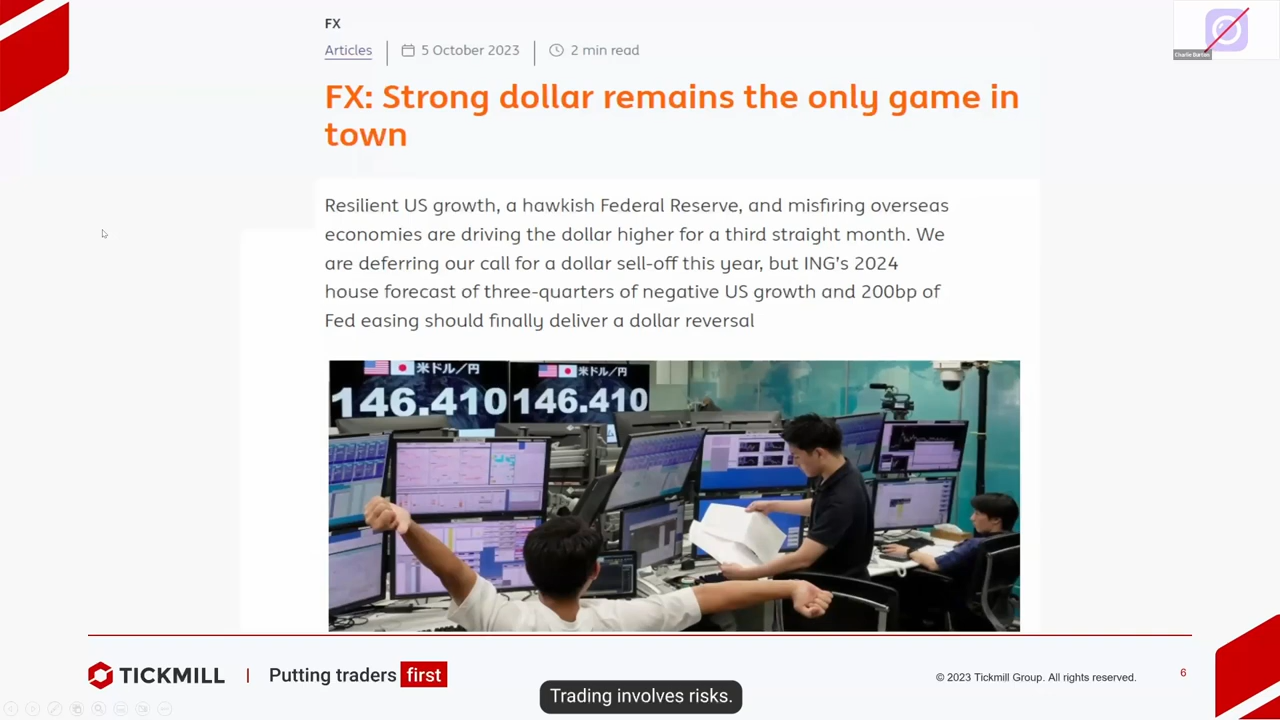 FX
Articles
5 October 2023
2 min read
Charlie Burton
FX: Strong dollar remains the only game in
town
Resilient US growth, a hawkish Federal Reserve, and misfiring overseas
economies are driving the dollar higher for a third straight month. We
are deferring our call for a dollar sell-off this year, but ING’s 2024
house forecast of three-quarters of negative US growth and 200bp of
Fed easing should finally deliver a dollar reversal
米ドル/円
米ドル/円
146.410
146.410
TICKMILL
Putting traders first
© 2023 Tickmill Group. All rights reserved.
6
Trading involves risks.